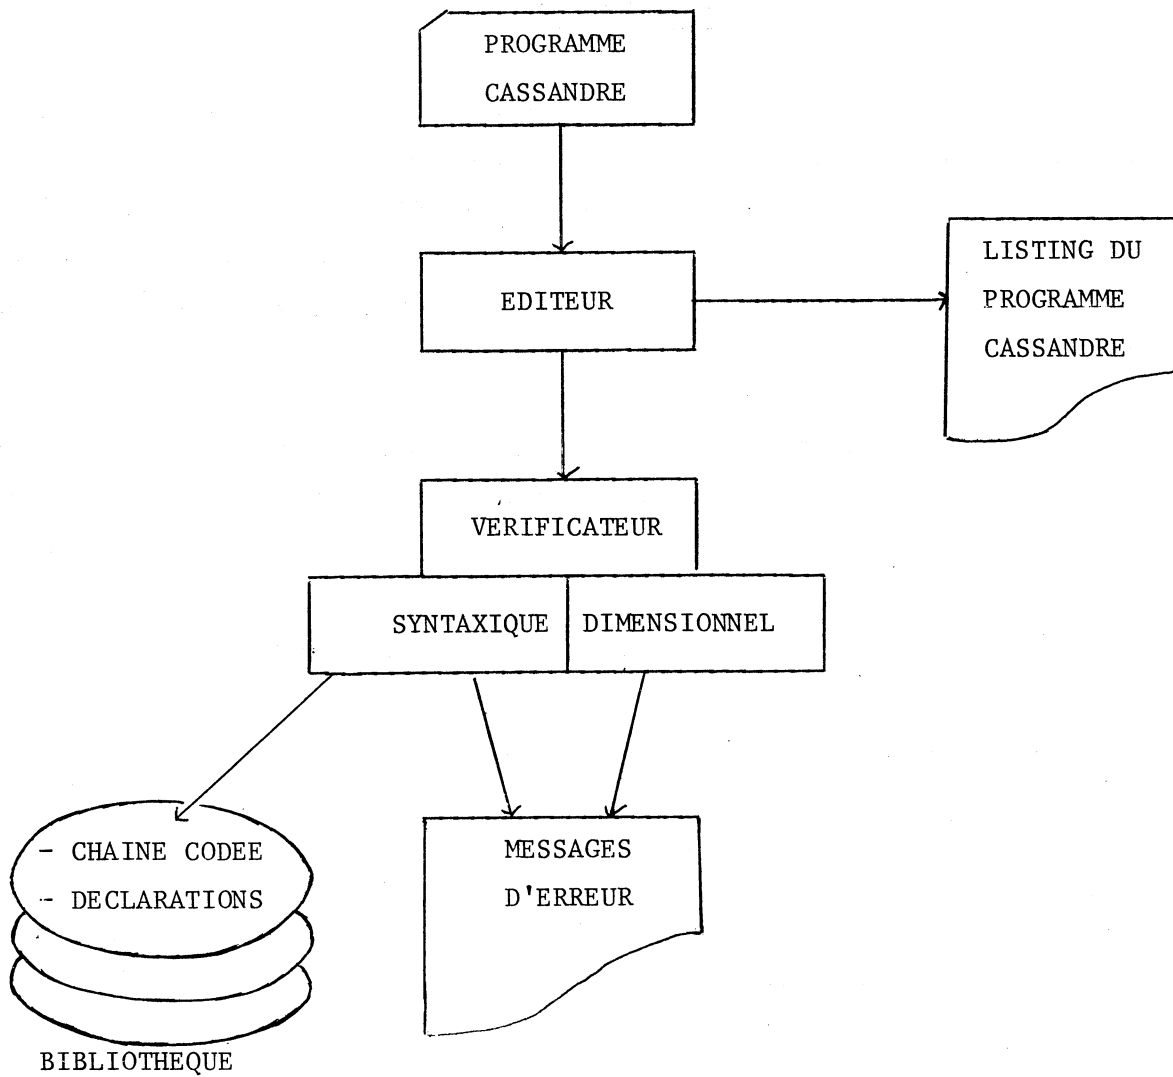 PROGRAMME
CASSANDRE
LISTING DU
PROGRAMME
CASSANDRE
EDITEUR
VERIFICATEUR
SYNTAXIQUE
DIMENSIONNEL
- CHAINE CODEE
- DECLARATIONS
MESSAGES
D'ERREUR
BIBLIOTHEQUE